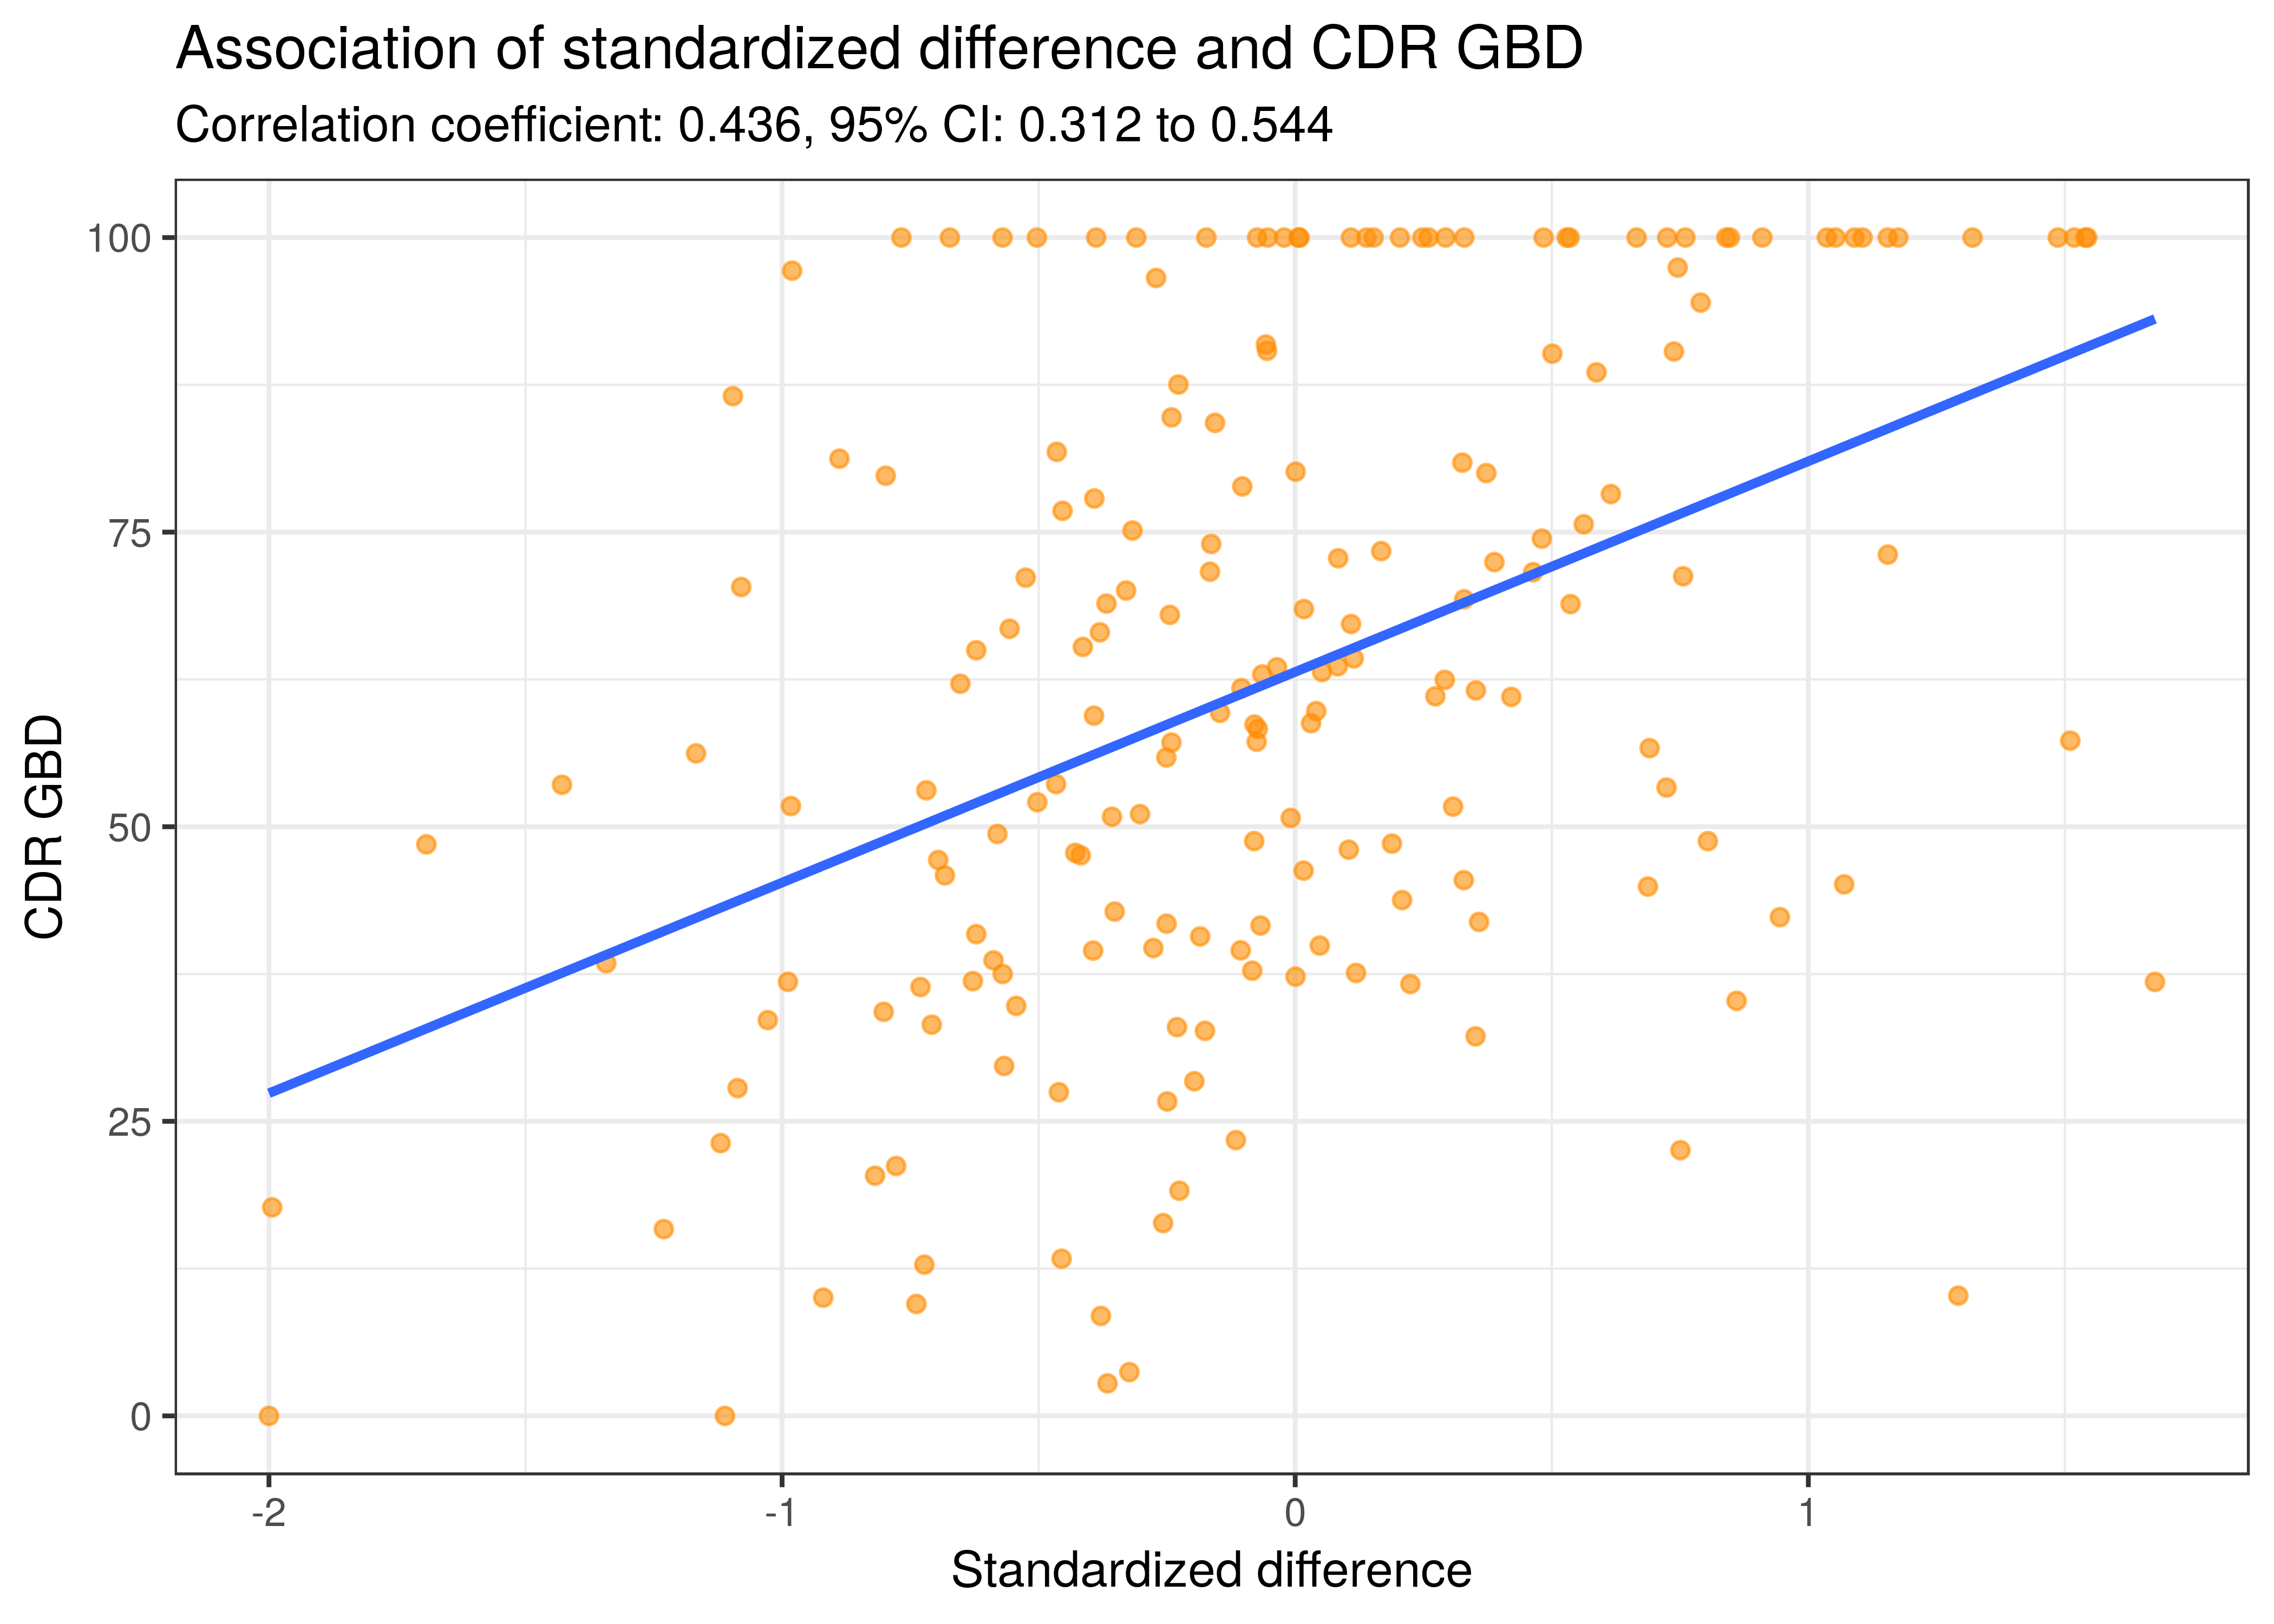 Association of standardized difference and CDR GBD
Correlation coefficient: 0.436, 95% CI: 0.312 to 0.544
CDR GBD
100
75
50
25
0
-2
-1
0
1
Standardized difference